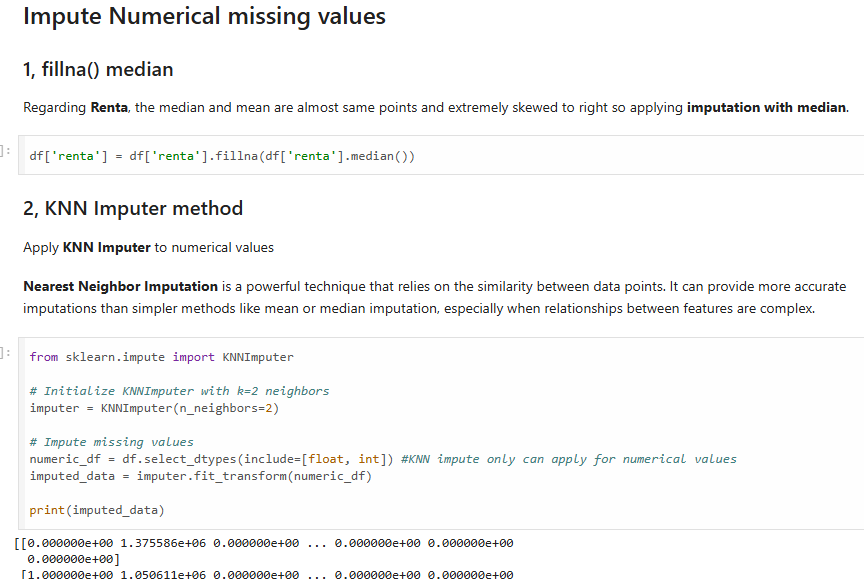 Impute Numerical missing values
1, fillna() median
Regarding Renta, the median and mean are almost same points and extremely skewed to right so applying imputation with median.
]:
df['renta'] = df['renta'].fillna(df['renta'].median())
2, KNN Imputer method
Apply KNN Imputer to numerical values
Nearest Neighbor Imputation is a powerful technique that relies on the similarity between data points. It can provide more accurate
imputations than simpler methods like mean or median imputation, especially when relationships between features are complex.
]:
from sklearn.impute import KNNImputer
# Initialize KNNImputer with k=2 neighbors
imputer = KNNImputer(n_neighbors=2)
# Impute missing values
numeric_df = df.select_dtypes(include=[float, int]) #KNN impute only can apply for numerical values
imputed_data = imputer.fit_transform(numeric_df)
print(imputed_data)
[[0.000000e+00 1.375586e+06 0.000000e+00 ... 0.000000e+00 0.000000e+00
0.000000e+00]
[1.000000e+00 1.050611e+06 0.000000e+00 ... 0.000000e+00 0.000000e+00